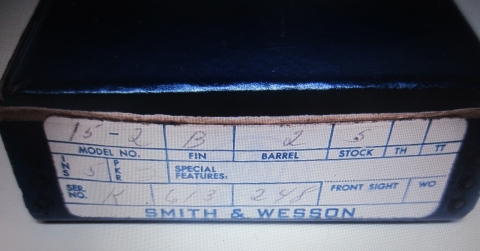 15-2 B 2 S
MODEL NO. FIN BARREL STOCK TH TT
INS 5 PKR SPECIAL FEATURES:
SER. NO. K 613 248 FRONT SIGHT WO
SMITH & WESSON